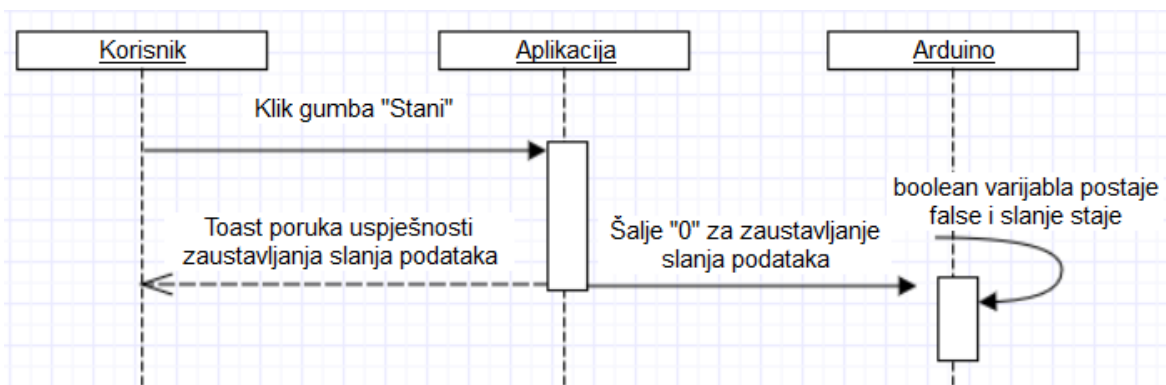 Korisnik
Aplikacija
Arduino
Klik gumba "Stani"
boolean varijabla postaje
false i slanje staje
Toast poruka uspješnosti
zaustavljanja slanja podataka
Šalje "0" za zaustavljanje
slanja podataka